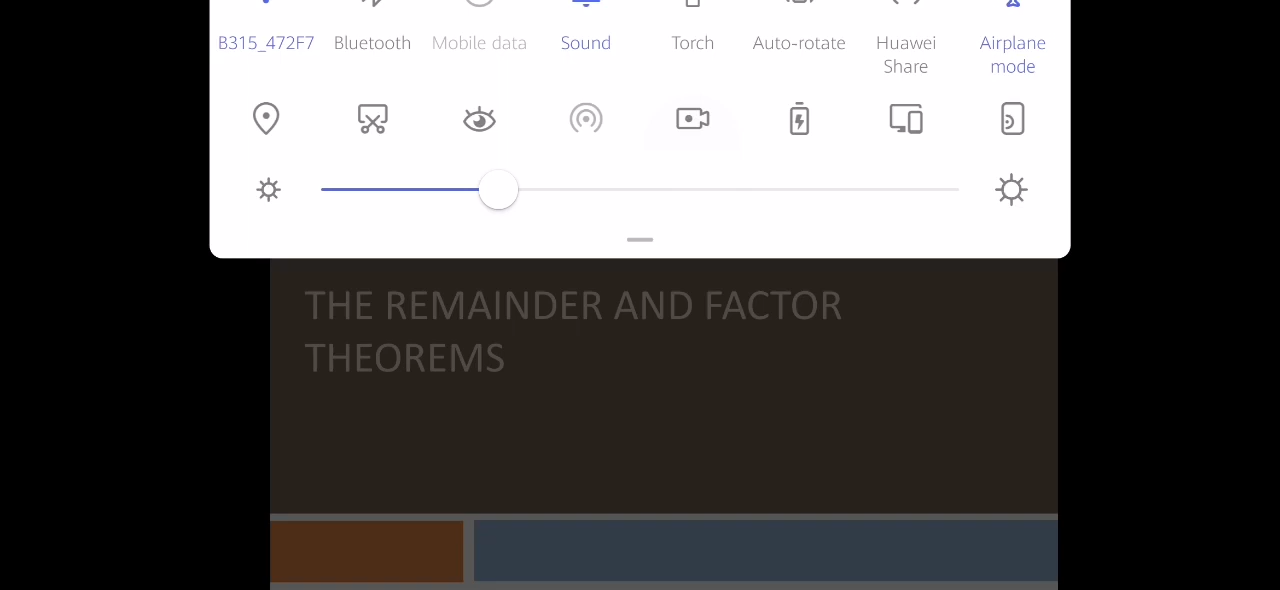 B315_472F7 Bluetooth Mobile data Sound Torch Auto-rotate Huawei Share Airplane mode
THE REMAINDER AND FACTOR
THEOREMS